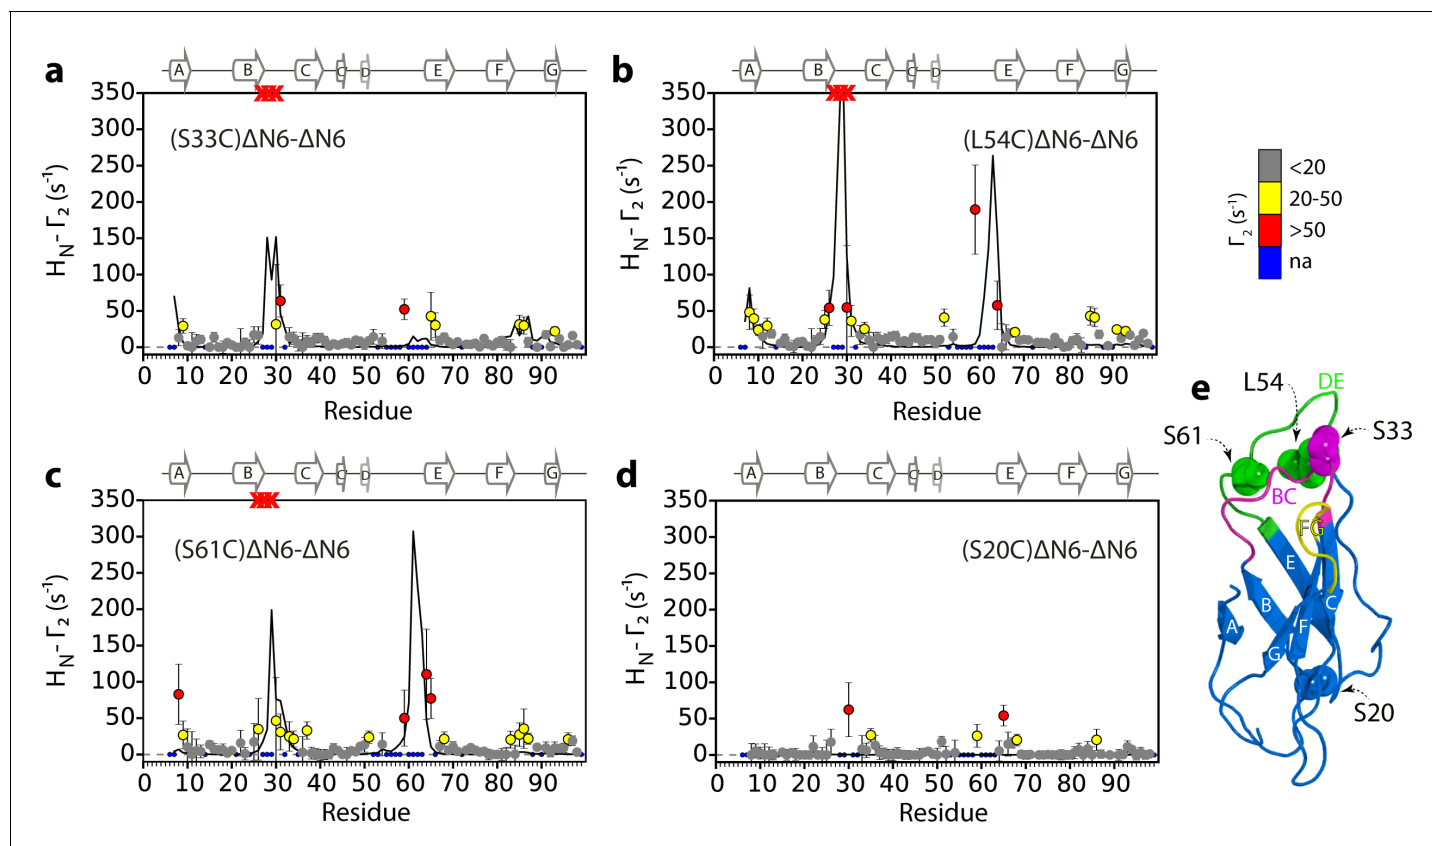 a
A B C C' D E F G
350
300
250
200
150
100
50
0
H_N- Γ₂ (s⁻¹)
(S33C)ΔN6-ΔN6
0 10 20 30 40 50 60 70 80 90
Residue
b
A B C C' D E F G
350
300
250
200
150
100
50
0
H_N- Γ₂ (s⁻¹)
(L54C)ΔN6-ΔN6
0 10 20 30 40 50 60 70 80 90
Residue
Γ₂ (s⁻¹)
<20
20-50
>50
na
c
A B C C' D E F G
350
300
250
200
150
100
50
0
H_N- Γ₂ (s⁻¹)
(S61C)ΔN6-ΔN6
0 10 20 30 40 50 60 70 80 90
Residue
d
A B C C' D E F G
350
300
250
200
150
100
50
0
H_N- Γ₂ (s⁻¹)
(S20C)ΔN6-ΔN6
0 10 20 30 40 50 60 70 80 90
Residue
e
L54
DE
S61
S33
BC
FG
E
B
C
A
F
G
S20